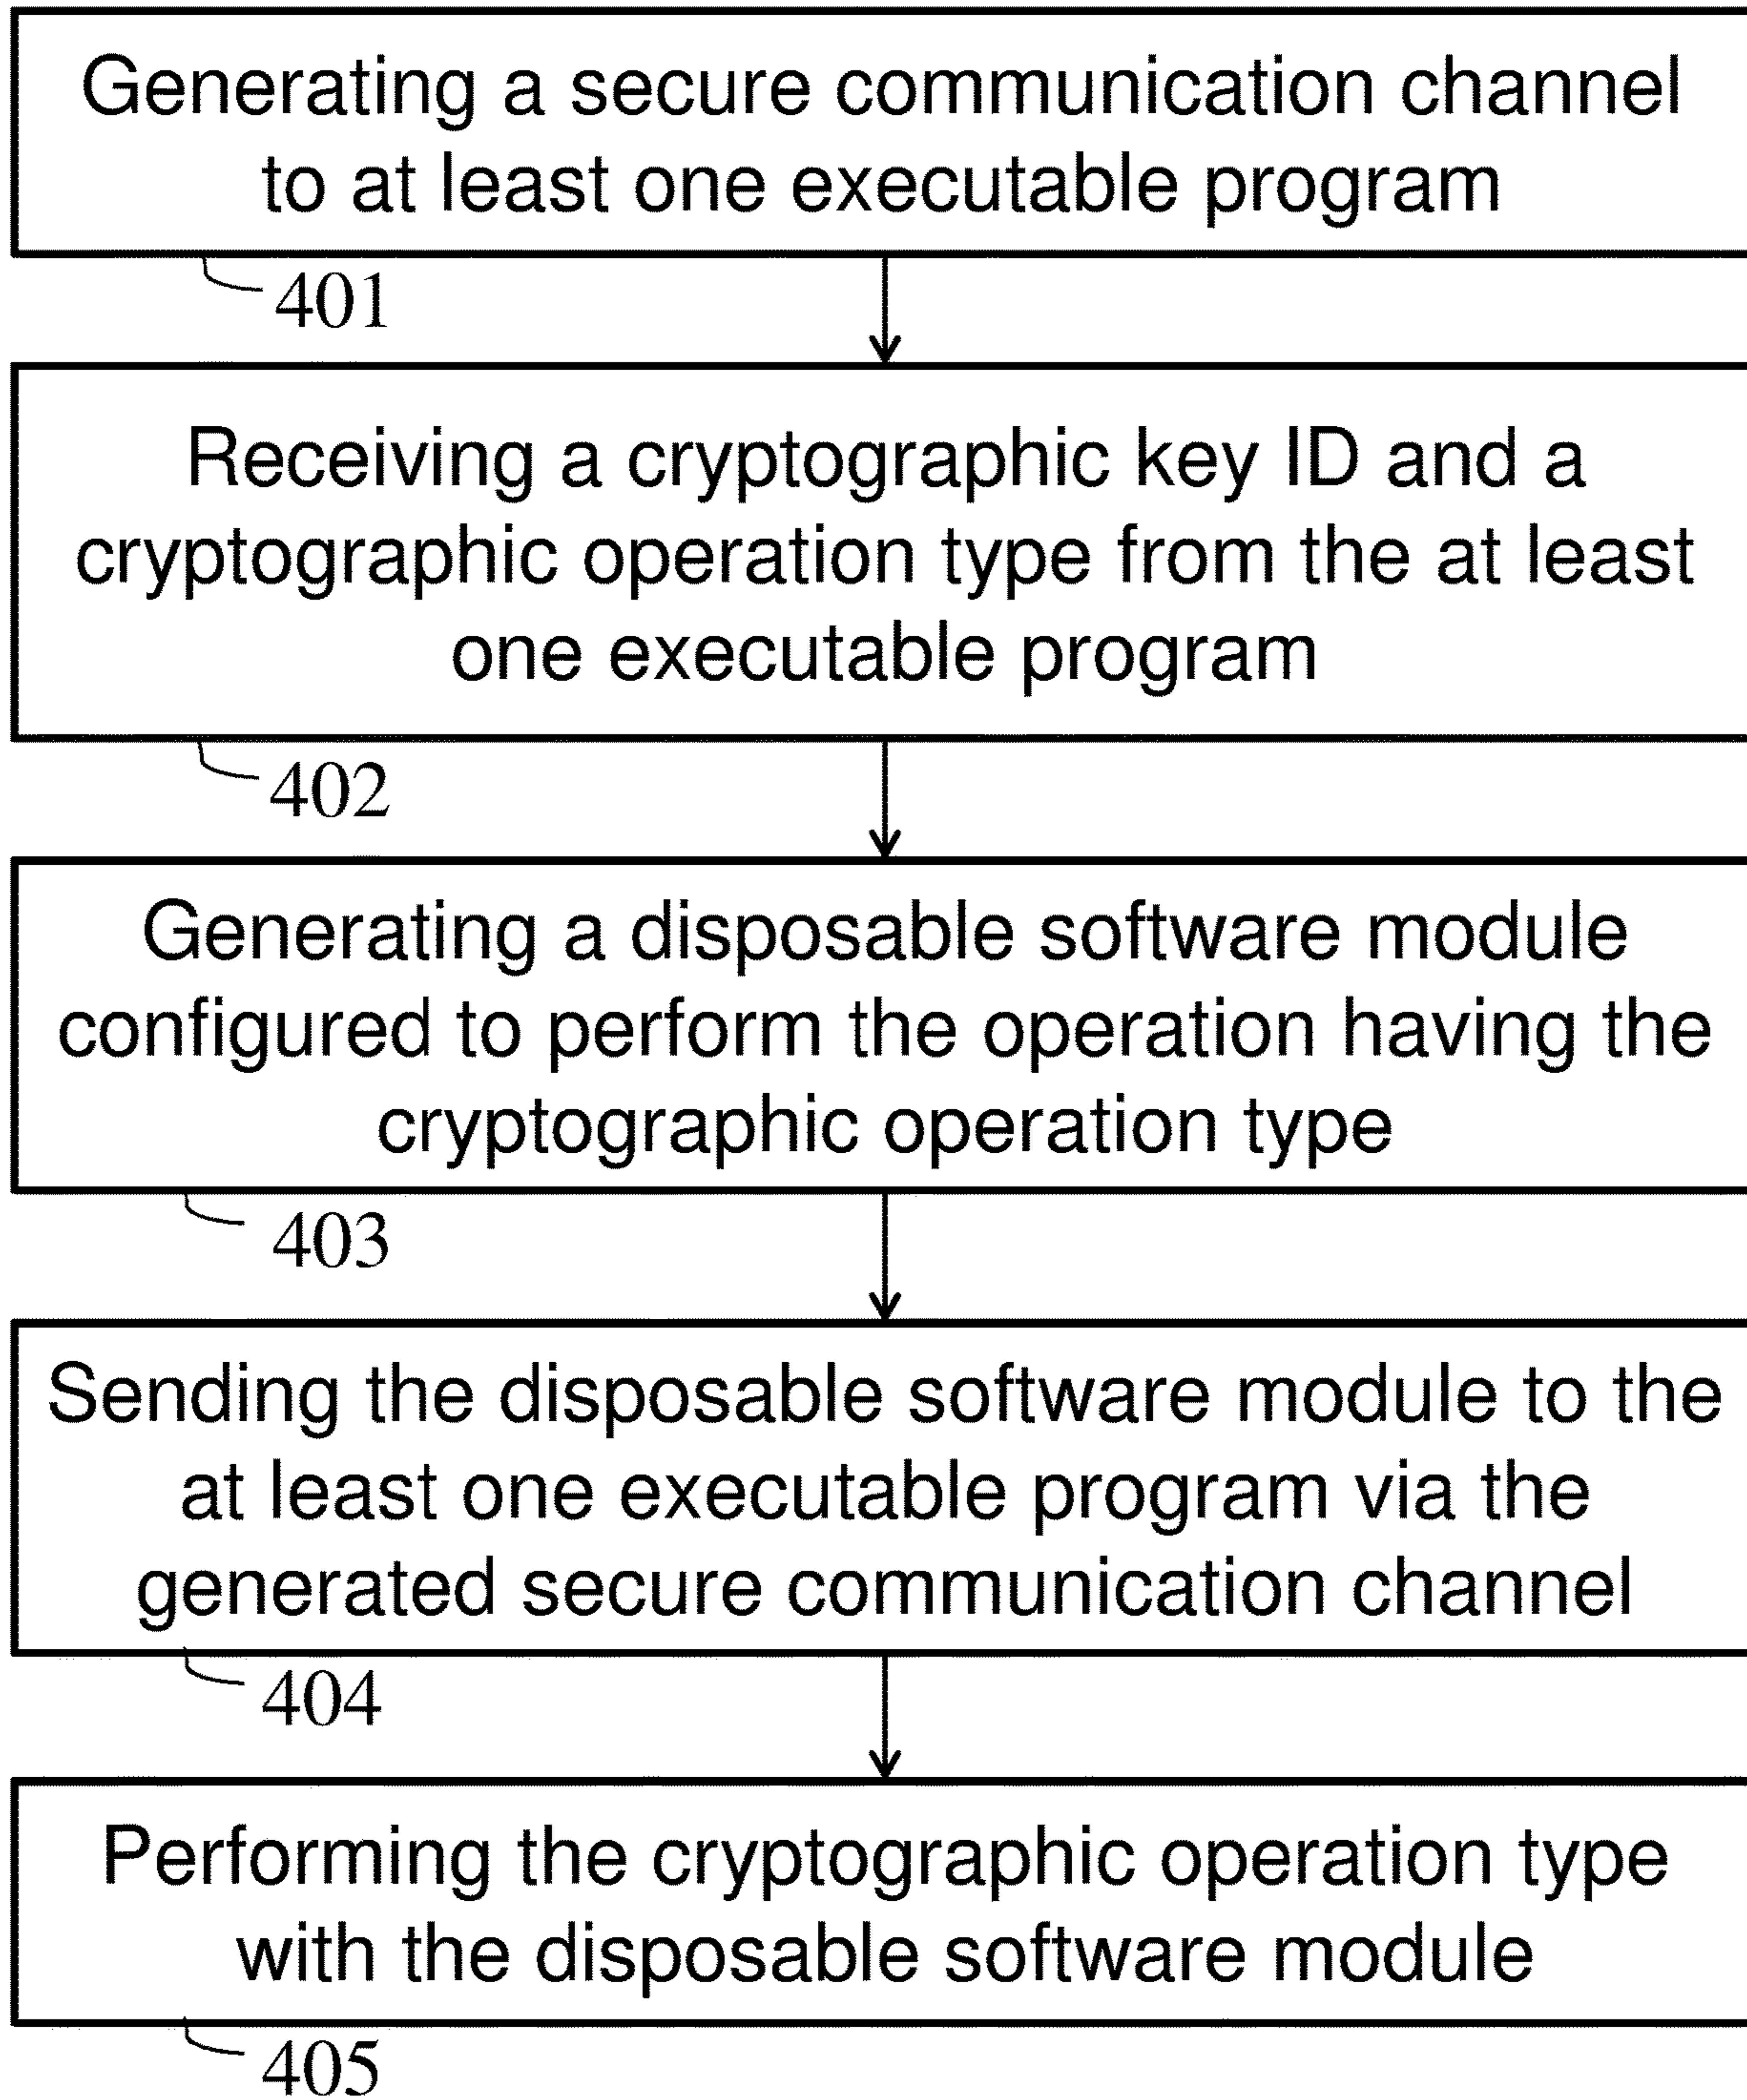 Generating a secure communication channel
to at least one executable program
401
Receiving a cryptographic key ID and a
cryptographic operation type from the at least
one executable program
402
Generating a disposable software module
configured to perform the operation having the
cryptographic operation type
403
Sending the disposable software module to the
at least one executable program via the
generated secure communication channel
404
Performing the cryptographic operation type
with the disposable software module
405